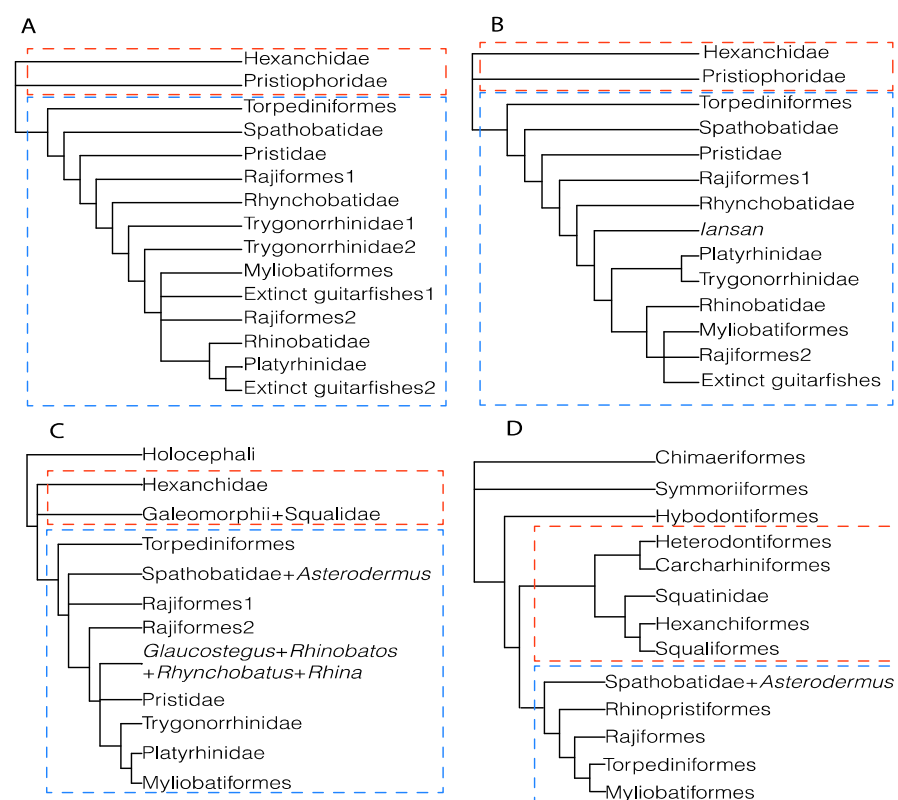 A
Hexanchidae
Pristiophoridae
Torpediniformes
Spathobatidae
Pristidae
Rajiformes1
Rhynchobatidae
Trygonorrhinidae1
Trygonorrhinidae2
Myliobatiformes
Extinct guitarfishes1
Rajiformes2
Rhinobatidae
Platyrhinidae
Extinct guitarfishes2
B
Hexanchidae
Pristiophoridae
Torpediniformes
Spathobatidae
Pristidae
Rajiformes1
Rhynchobatidae
Iansan
Platyrhinidae
Trygonorrhinidae
Rhinobatidae
Myliobatiformes
Rajiformes2
Extinct guitarfishes
C
Holocephali
Hexanchidae
Galeomorphii+Squalidae
Torpediniformes
Spathobatidae+Asterodermus
Rajiformes1
Rajiformes2
Glaucostegus+Rhinobatos
+Rhynchobatus+Rhina
Pristidae
Trygonorrhinidae
Platyrhinidae
Myliobatiformes
D
Chimaeriformes
Symmoriiformes
Hybodontiformes
Heterodontiformes
Carcharhiniformes
Squatinidae
Hexanchiformes
Squaliformes
Spathobatidae+Asterodermus
Rhinopristiformes
Rajiformes
Torpediniformes
Myliobatiformes